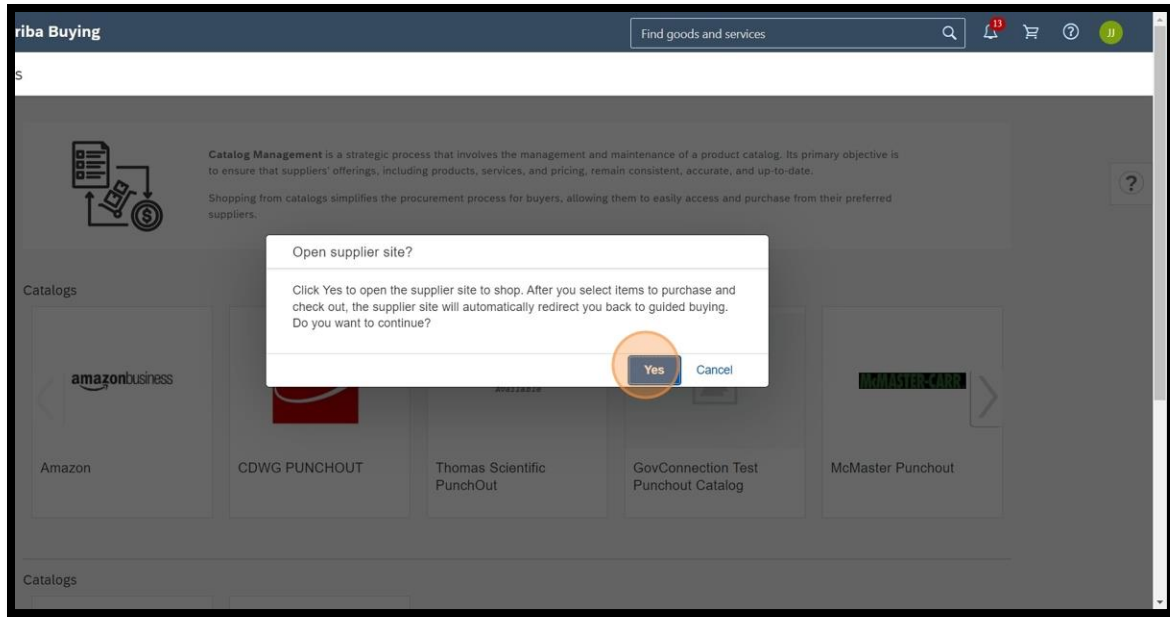 riba Buying
Find goods and services
13
JJ
s
Catalog Management is a strategic process that involves the management and maintenance of a product catalog. Its primary objective is
to ensure that suppliers' offerings, including products, services, and pricing, remain consistent, accurate, and up-to-date.
Shopping from catalogs simplifies the procurement process for buyers, allowing them to easily access and purchase from their preferred
suppliers.
?
Open supplier site?
Click Yes to open the supplier site to shop. After you select items to purchase and
check out, the supplier site will automatically redirect you back to guided buying.
Do you want to continue?
Yes
Cancel
Catalogs
amazonbusiness
McMASTER-CARR
Amazon
CDWG PUNCHOUT
Thomas Scientific
PunchOut
GovConnection Test
Punchout Catalog
McMaster Punchout
Catalogs